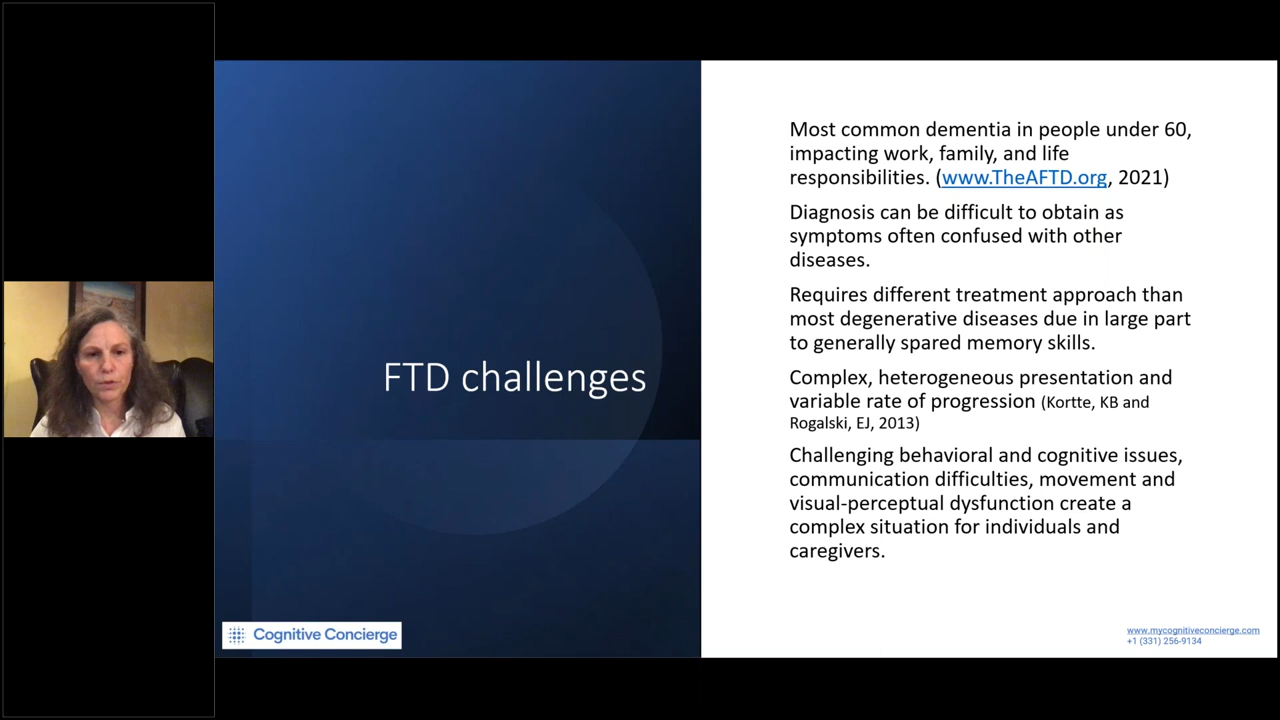 FTD challenges
Most common dementia in people under 60,
impacting work, family, and life
responsibilities. (www.TheAFTD.org, 2021)
Diagnosis can be difficult to obtain as
symptoms often confused with other
diseases.
Requires different treatment approach than
most degenerative diseases due in large part
to generally spared memory skills.
Complex, heterogeneous presentation and
variable rate of progression (Kortte, KB and
Rogalski, EJ, 2013)
Challenging behavioral and cognitive issues,
communication difficulties, movement and
visual-perceptual dysfunction create a
complex situation for individuals and
caregivers.
Cognitive Concierge
www.mycognitiveconcierge.com
+1 (331) 256-9134